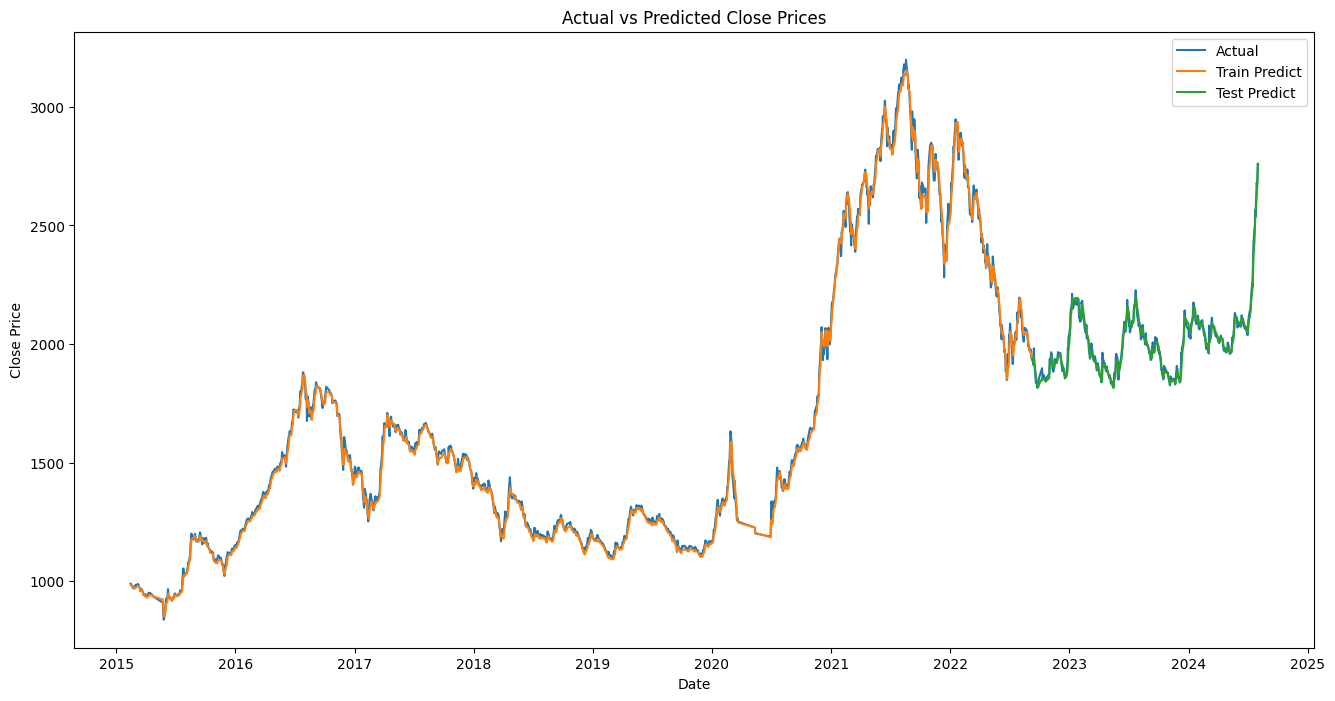 Actual vs Predicted Close Prices
Actual
Train Predict
Test Predict
Close Price
3000
2500
2000
1500
1000
2015 2016 2017 2018 2019 2020 2021 2022 2023 2024 2025
Date